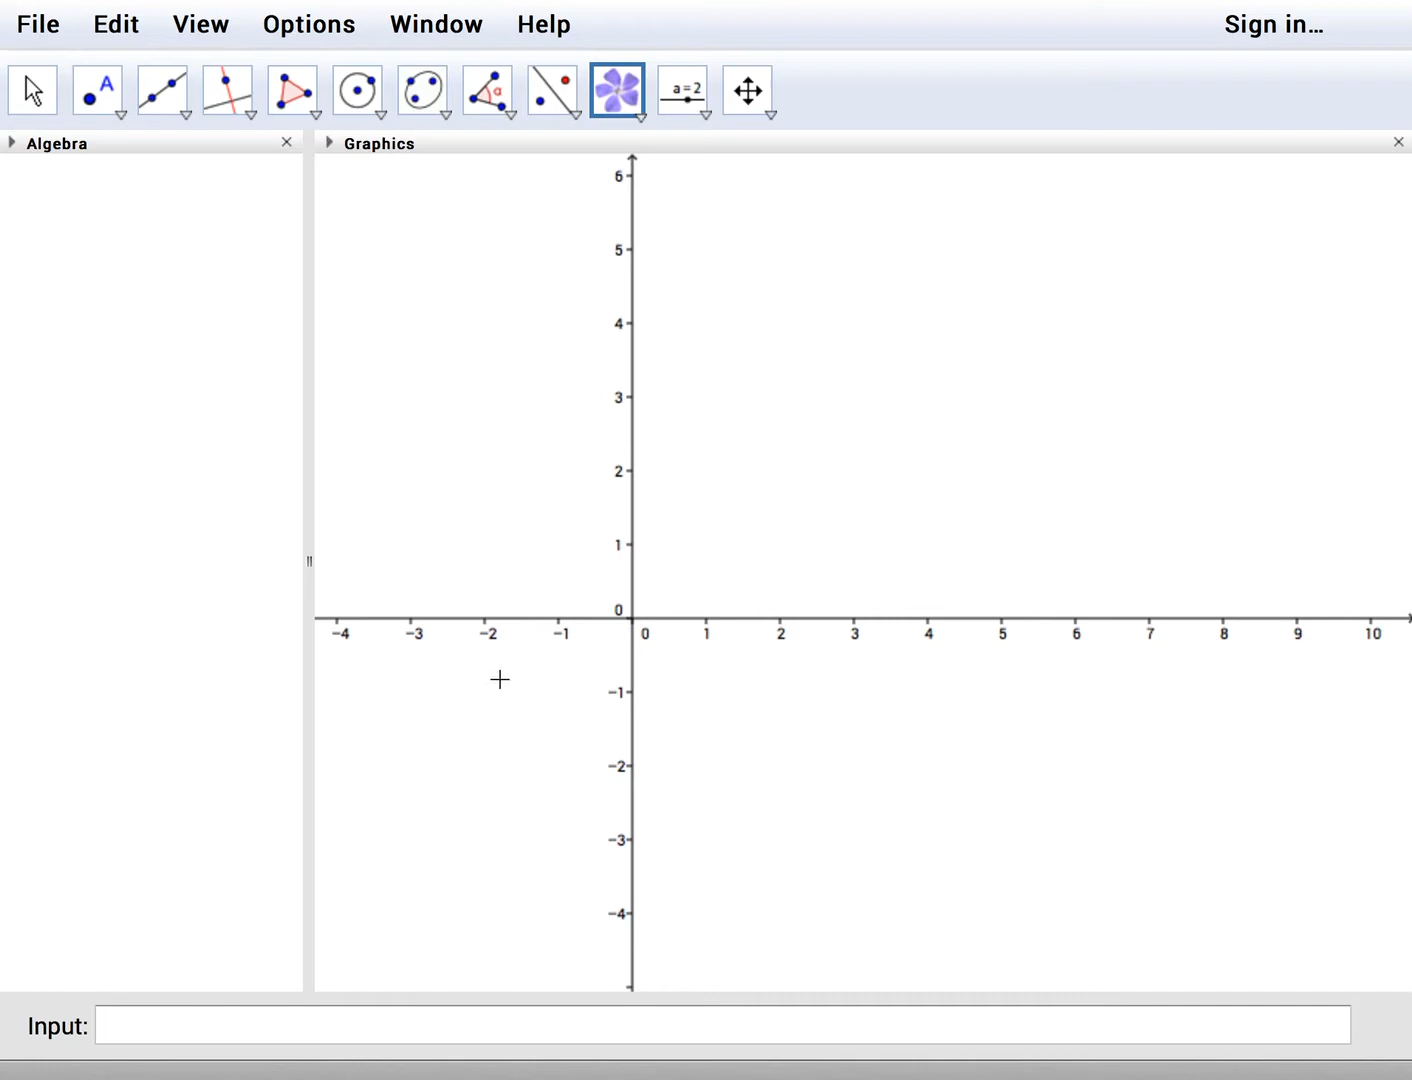 File Edit View Options Window Help Sign in...
A α a=2
Algebra Graphics
6
5
4
3
2
1
0
-4 -3 -2 -1 0 1 2 3 4 5 6 7 8 9 10
-1
-2
-3
-4
Input: